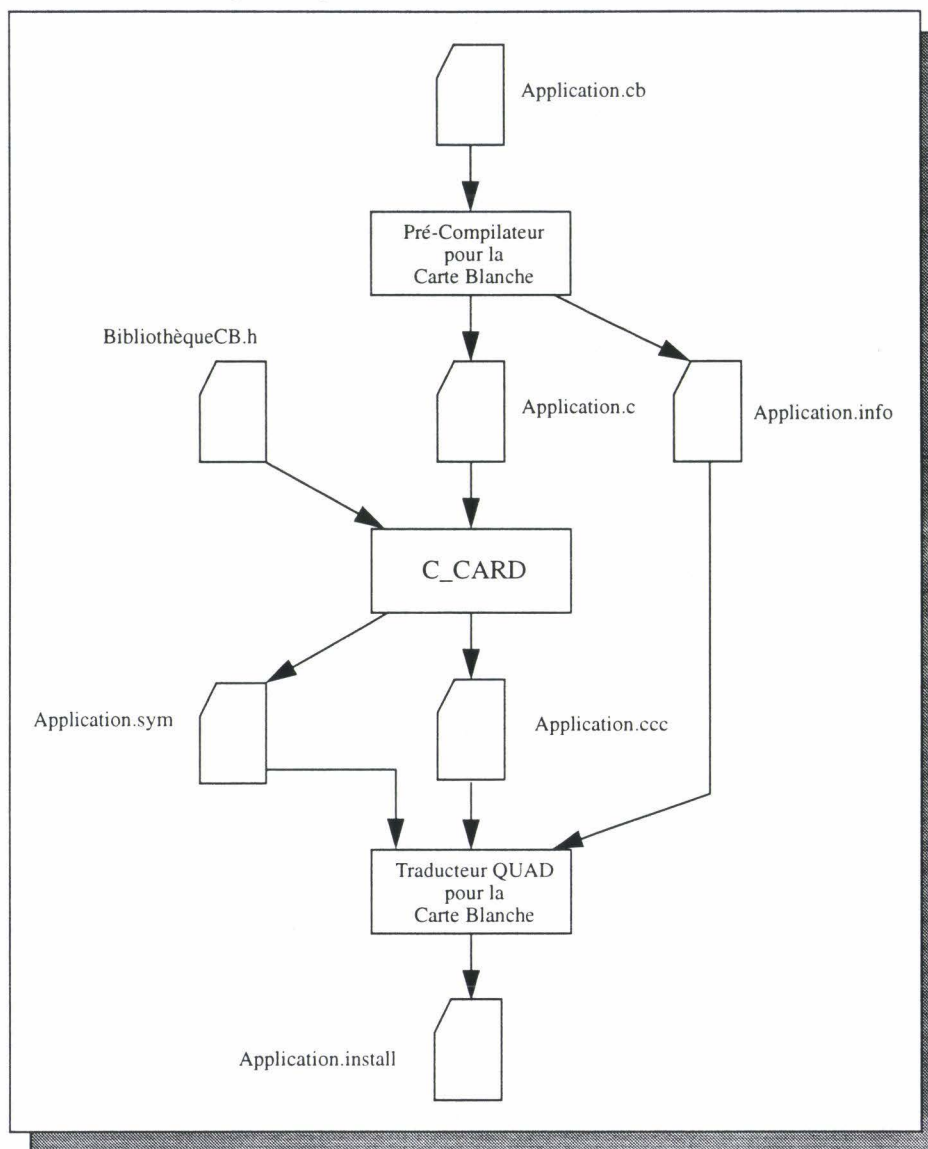 Application.cb
Pré-Compilateur
pour la
Carte Blanche
BibliothèqueCB.h
Application.c
Application.info
C_CARD
Application.sym
Application.ccc
Traducteur QUAD
pour la
Carte Blanche
Application.install